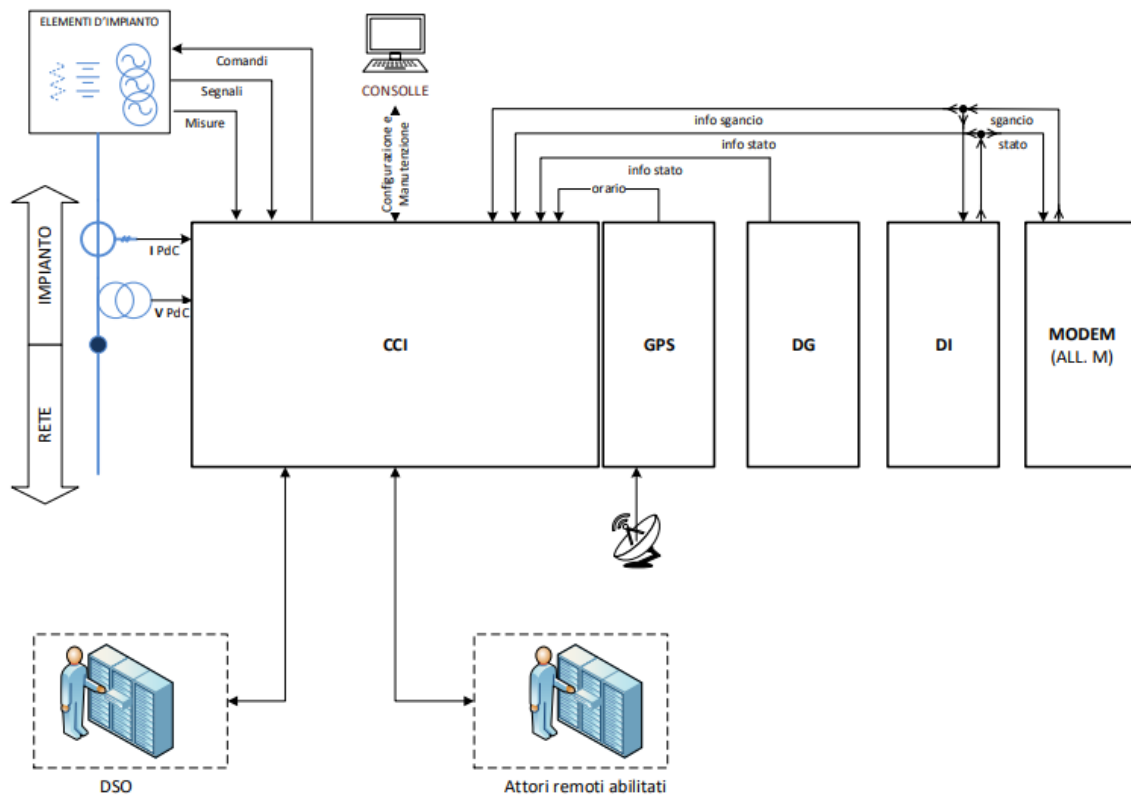 ELEMENTI D'IMPIANTO
Comandi
Segnali
Misure
CONSOLLE
Configurazione e
Manutenzione
info sgancio
sgancio
info stato
stato
info stato
orario
IMPIANTO
RETE
I PdC
V PdC
CCI
GPS
DG
DI
MODEM
(ALL. M)
DSO
Attori remoti abilitati